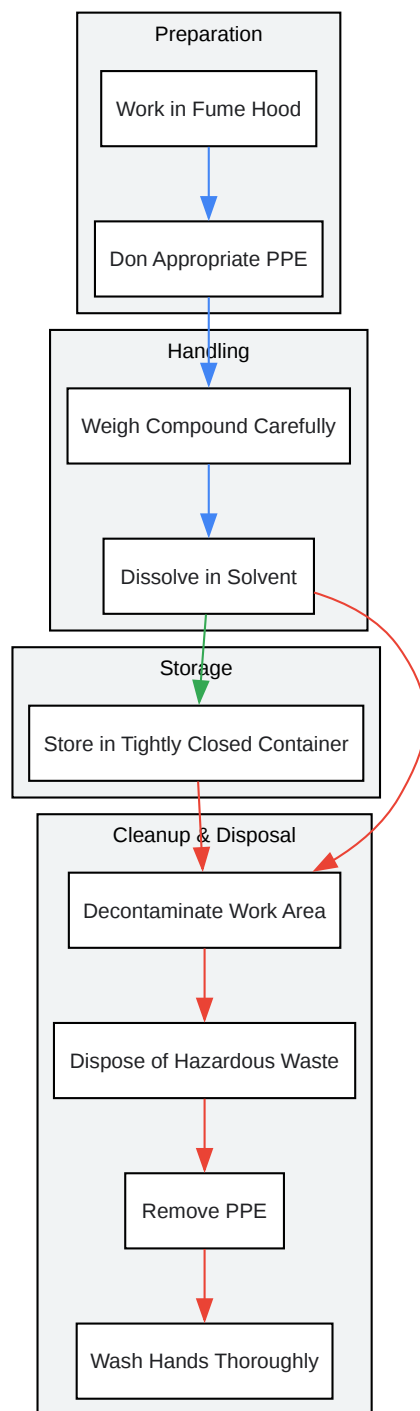 Preparation
Work in Fume Hood
Don Appropriate PPE
Handling
Weigh Compound Carefully
Dissolve in Solvent
Storage
Store in Tightly Closed Container
Cleanup & Disposal
Decontaminate Work Area
Dispose of Hazardous Waste
Remove PPE
Wash Hands Thoroughly